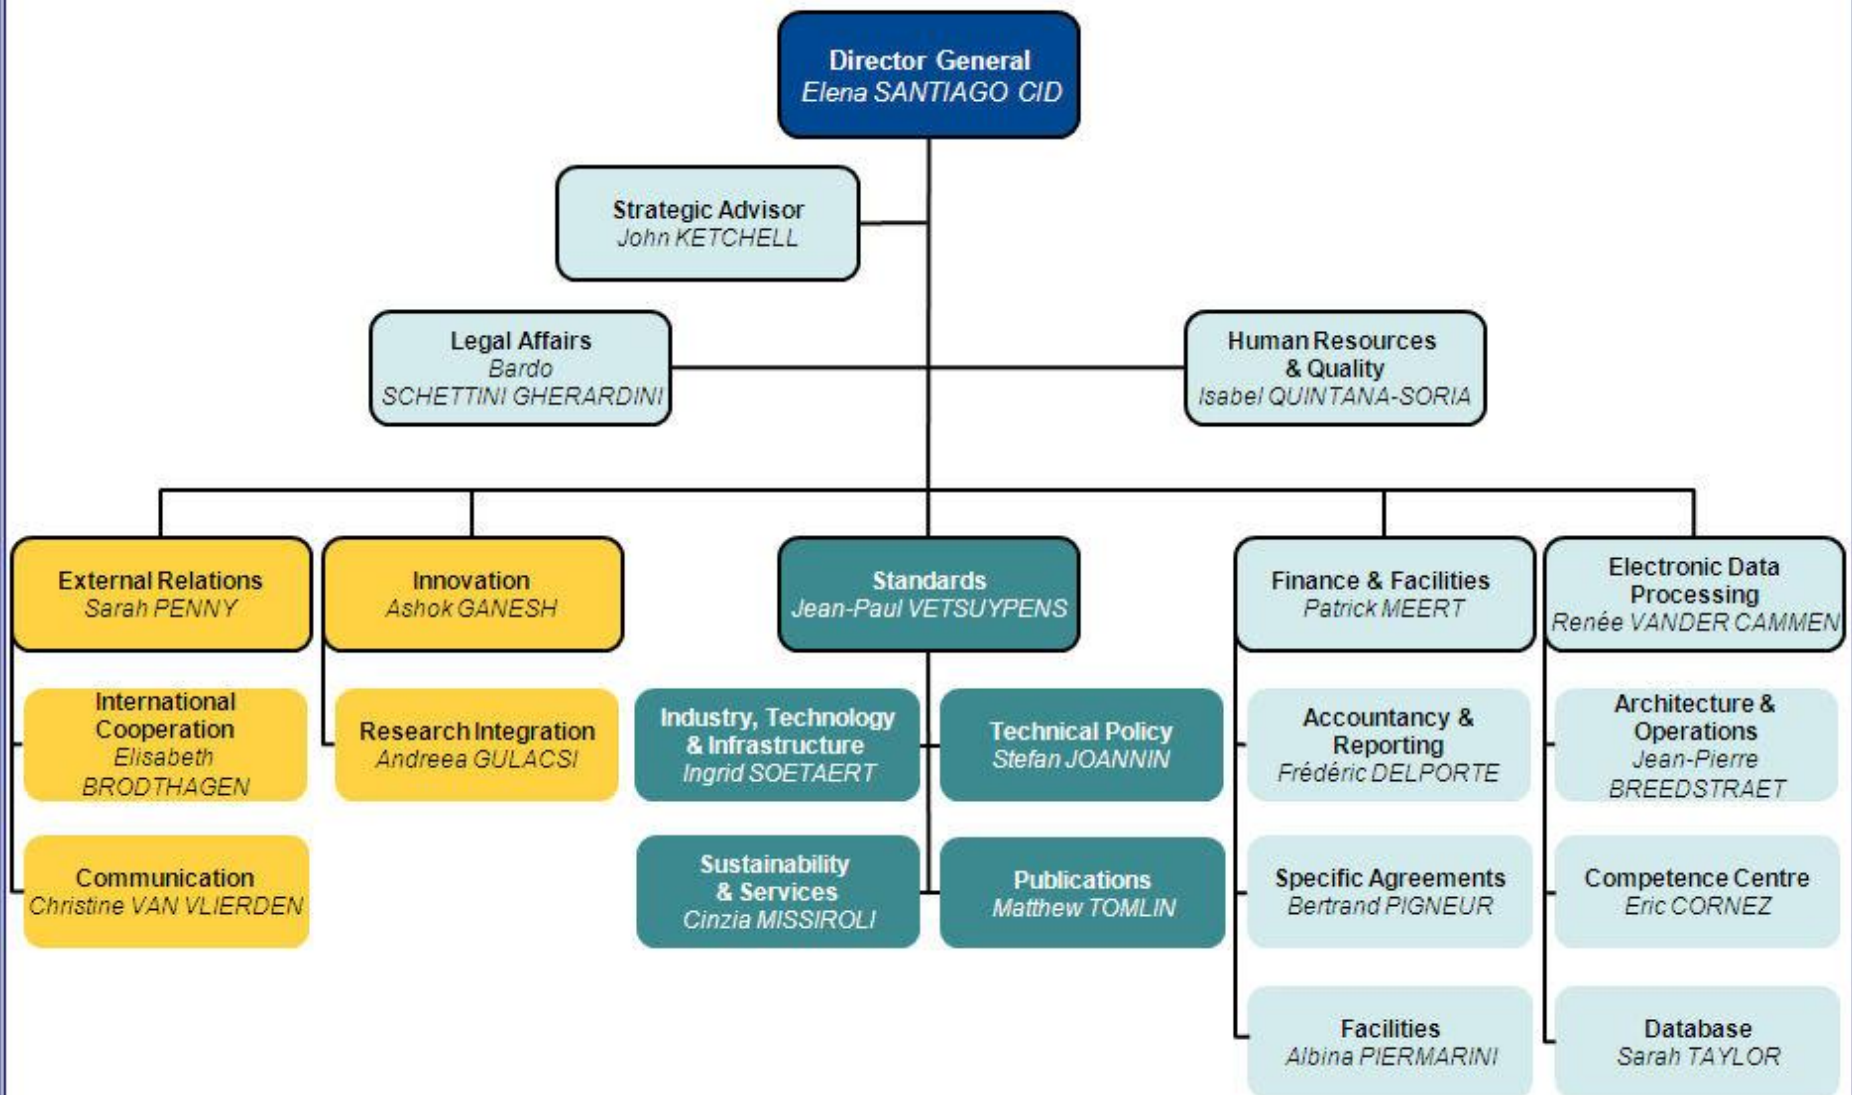 Director General
Elena SANTIAGO CID
Strategic Advisor
John KETCHELL
Legal Affairs
Bardo
SCHETTINI GHERARDINI
Human Resources
& Quality
Isabel QUINTANA-SORIA
External Relations
Sarah PENNY
Innovation
Ashok GANESH
Standards
Jean-Paul VETSUYPENS
Finance & Facilities
Patrick MEERT
Electronic Data
Processing
Renée VANDER CAMMEN
International
Cooperation
Elisabeth
BRODTHAGEN
Research Integration
Andreea GULACSI
Industry, Technology
& Infrastructure
Ingrid SOETAERT
Technical Policy
Stefan JOANNIN
Accountancy &
Reporting
Frédéric DELPORTE
Architecture &
Operations
Jean-Pierre
BREEDSTRAET
Communication
Christine VAN VLIERDEN
Sustainability
& Services
Cinzia MISSIROLI
Publications
Matthew TOMLIN
Specific Agreements
Bertrand PIGNEUR
Competence Centre
Eric CORNEZ
Facilities
Albina PIERMARINI
Database
Sarah TAYLOR